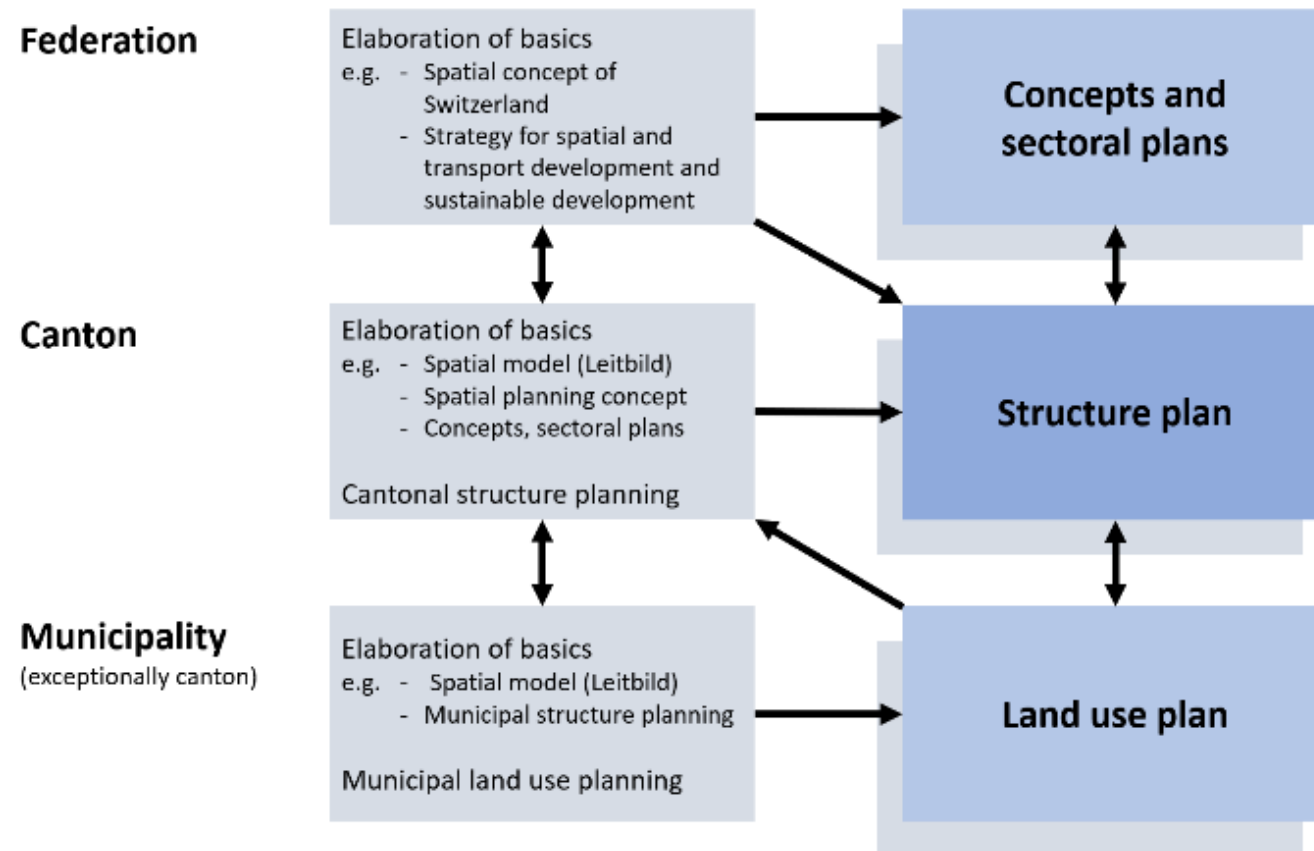 Federation
Elaboration of basics
e.g. - Spatial concept of
Switzerland
- Strategy for spatial and
transport development and
sustainable development
Concepts and
sectoral plans
Canton
Elaboration of basics
e.g. - Spatial model (Leitbild)
- Spatial planning concept
- Concepts, sectoral plans
Cantonal structure planning
Structure plan
Municipality
(exceptionally canton)
Elaboration of basics
e.g. - Spatial model (Leitbild)
- Municipal structure planning
Municipal land use planning
Land use plan